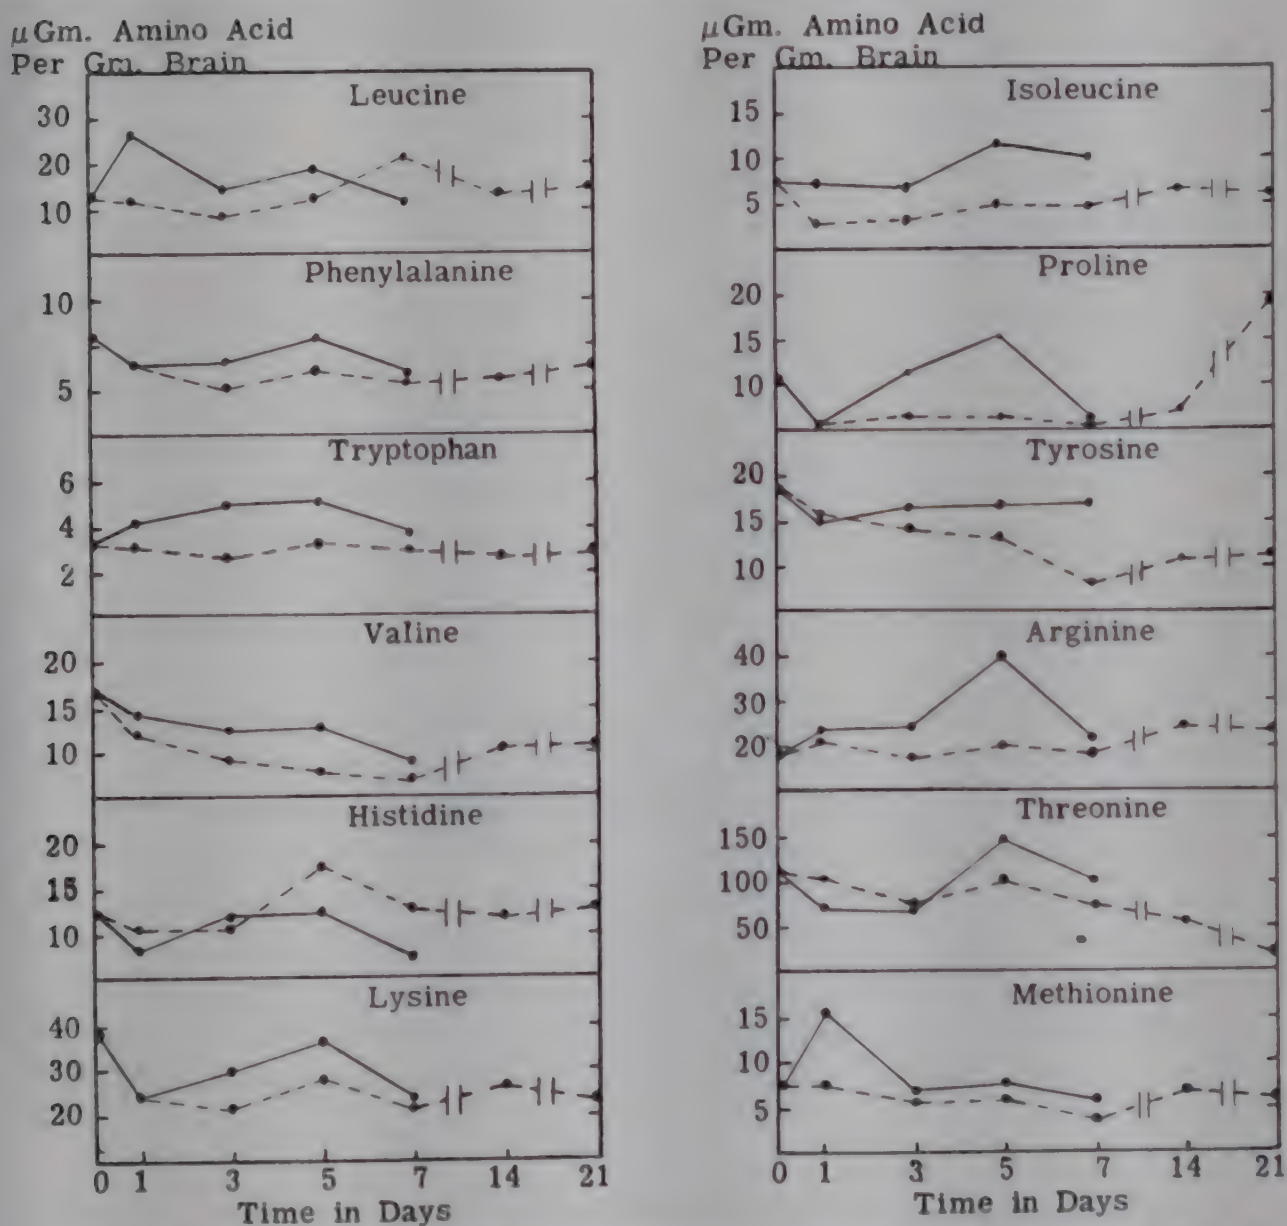 μGm. Amino Acid
Per Gm. Brain
Leucine
30
20
10
Phenylalanine
10
5
Tryptophan
6
4
2
Valine
20
15
10
Histidine
20
15
10
Lysine
40
30
20
0 1 3 5 7 14 21
Time in Days
μGm. Amino Acid
Per Gm. Brain
Isoleucine
15
10
5
Proline
20
15
10
Tyrosine
20
15
10
Arginine
40
30
20
Threonine
150
100
50
Methionine
15
10
5
0 1 3 5 7 14 21
Time in Days